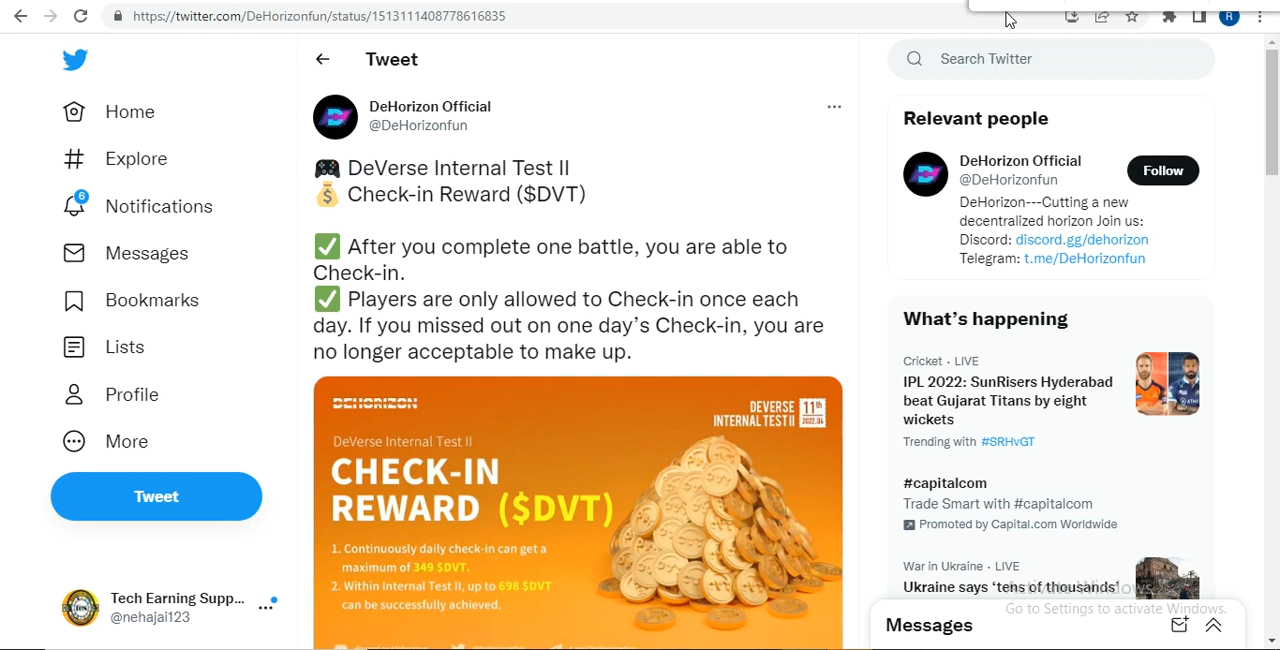 https://twitter.com/DeHorizonfun/status/1513111408778616835
R
Home
Explore
6
Notifications
Messages
Bookmarks
Lists
Profile
More
Tweet
Tech Earning Supp...
@nehajai123
Tweet
DeHorizon Official
@DeHorizonfun
🎮 DeVerse Internal Test II
💰 Check-in Reward ($DVT)
✅ After you complete one battle, you are able to
Check-in.
✅ Players are only allowed to Check-in once each
day. If you missed out on one day’s Check-in, you are
no longer acceptable to make up.
DEHORIZON
DEVERSE
INTERNAL TEST II
11th
2022.04
DeVerse Internal Test II
CHECK-IN
REWARD ($DVT)
1. Continuously daily check-in can get a
maximum of 349 $DVT.
2. Within Internal Test II, up to 698 $DVT
can be successfully achieved.
Search Twitter
Relevant people
DeHorizon Official
@DeHorizonfun
Follow
DeHorizon---Cutting a new
decentralized horizon Join us:
Discord: discord.gg/dehorizon
Telegram: t.me/DeHorizonfun
What’s happening
Cricket · LIVE
IPL 2022: SunRisers Hyderabad
beat Gujarat Titans by eight
wickets
Trending with #SRHvGT
#capitalcom
Trade Smart with #capitalcom
Promoted by Capital.com Worldwide
War in Ukraine · LIVE
Ukraine says ‘tens of thousands’
Activate Windows
Go to Settings to activate Windows.
Messages